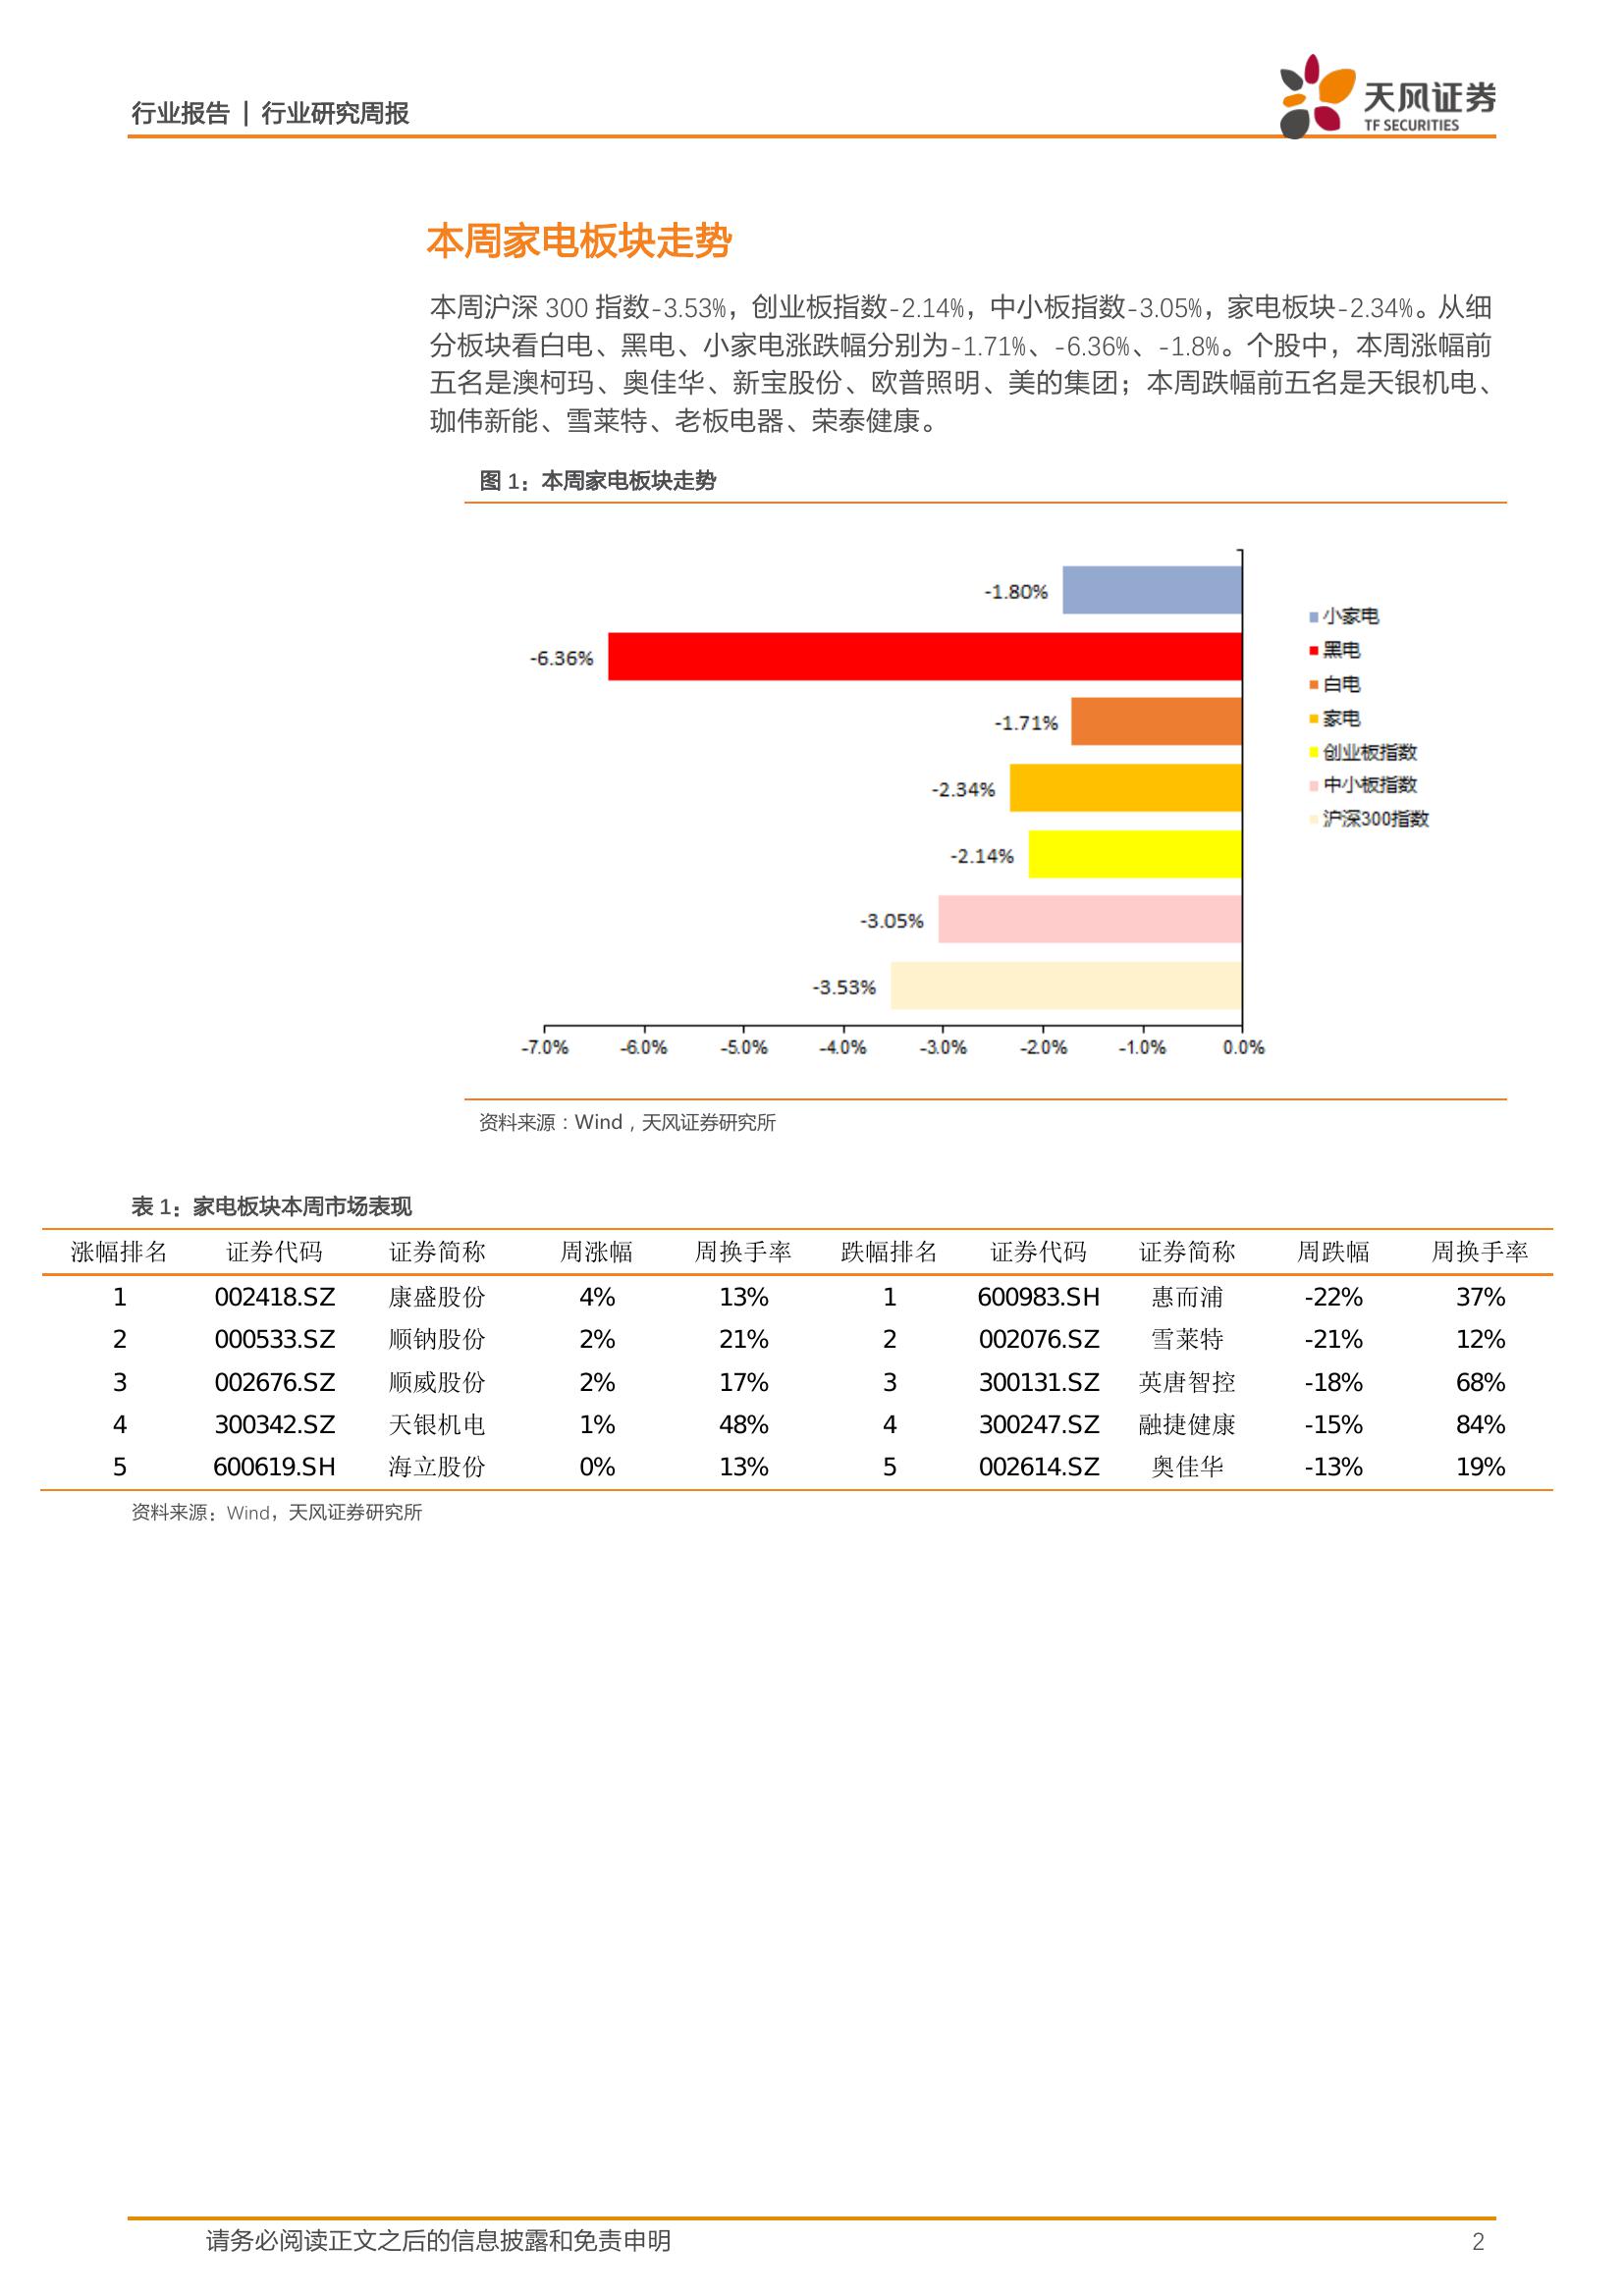 行业报告 | 行业研究周报
天风证券
TF SECURITIES
本周家电板块走势
本周沪深 300 指数-3.53%，创业板指数-2.14%，中小板指数-3.05%，家电板块-2.34%。从细
分板块看白电、黑电、小家电涨跌幅分别为-1.71%、-6.36%、-1.8%。个股中，本周涨幅前
五名是澳柯玛、奥佳华、新宝股份、欧普照明、美的集团；本周跌幅前五名是天银机电、
珈伟新能、雪莱特、老板电器、荣泰健康。
图 1：本周家电板块走势
-1.80%
-6.36%
-1.71%
-2.34%
-2.14%
-3.05%
-3.53%
-7.0% -6.0% -5.0% -4.0% -3.0% -2.0% -1.0% 0.0%
小家电
黑电
白电
家电
创业板指数
中小板指数
沪深300指数
资料来源：Wind，天风证券研究所
表 1：家电板块本周市场表现
涨幅排名 证券代码 证券简称 周涨幅 周换手率 跌幅排名 证券代码 证券简称 周跌幅 周换手率
1 002418.SZ 康盛股份 4% 13% 1 600983.SH 惠而浦 -22% 37%
2 000533.SZ 顺钠股份 2% 21% 2 002076.SZ 雪莱特 -21% 12%
3 002676.SZ 顺威股份 2% 17% 3 300131.SZ 英唐智控 -18% 68%
4 300342.SZ 天银机电 1% 48% 4 300247.SZ 融捷健康 -15% 84%
5 600619.SH 海立股份 0% 13% 5 002614.SZ 奥佳华 -13% 19%
资料来源：Wind，天风证券研究所
请务必阅读正文之后的信息披露和免责申明 2